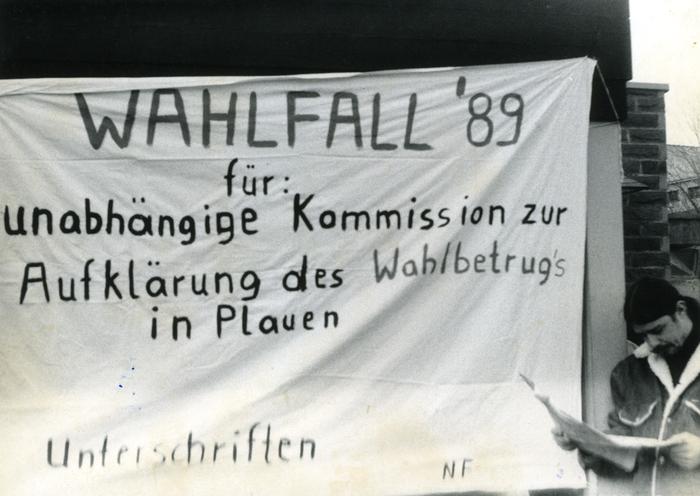 WAHLFALL '89
für:
unabhängige Kommission zur
Aufklärung des Wahlbetrug's
in Plauen
Unterschriften
NF